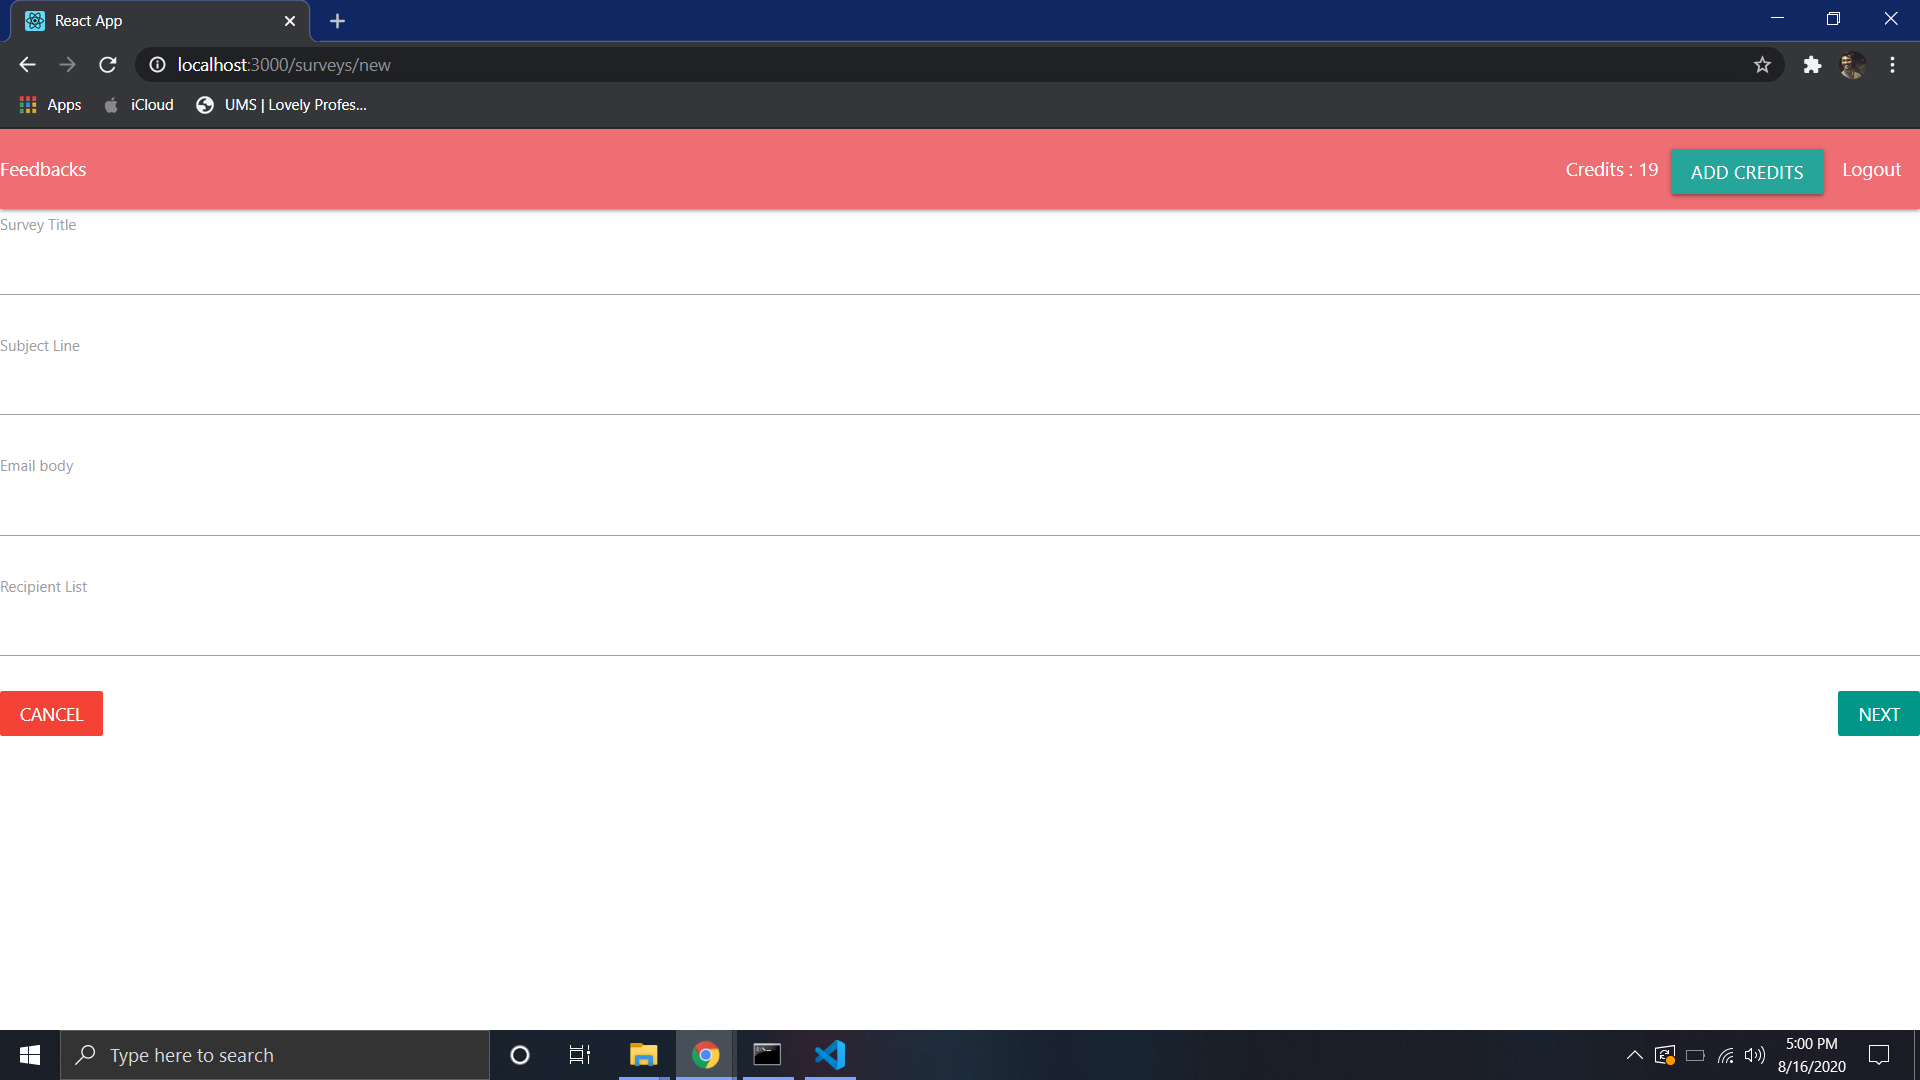 React App
localhost:3000/surveys/new
Apps iCloud UMS | Lovely Profes...
Feedbacks Credits : 19 ADD CREDITS Logout
Survey Title
Subject Line
Email body
Recipient List
CANCEL NEXT
Type here to search
5:00 PM
8/16/2020